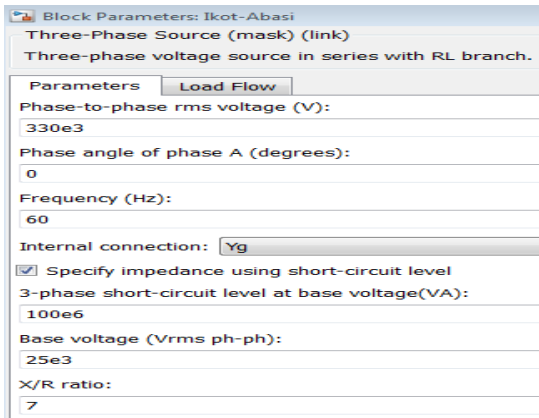 Block Parameters: Ikot-Abasi
Three-Phase Source (mask) (link)
Three-phase voltage source in series with RL branch.
Parameters Load Flow
Phase-to-phase rms voltage (V):
330e3
Phase angle of phase A (degrees):
0
Frequency (Hz):
60
Internal connection: Yg
Specify impedance using short-circuit level
3-phase short-circuit level at base voltage(VA):
100e6
Base voltage (Vrms ph-ph):
25e3
X/R ratio:
7